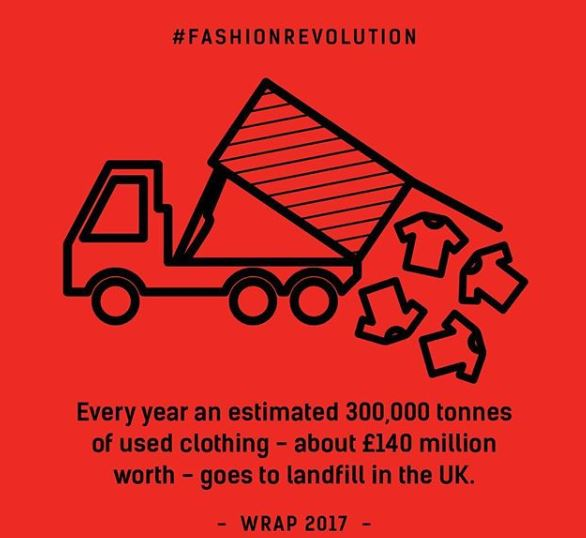 #FASHIONREVOLUTION
Every year an estimated 300,000 tonnes
of used clothing – about £140 million
worth – goes to landfill in the UK.
– WRAP 2017 –